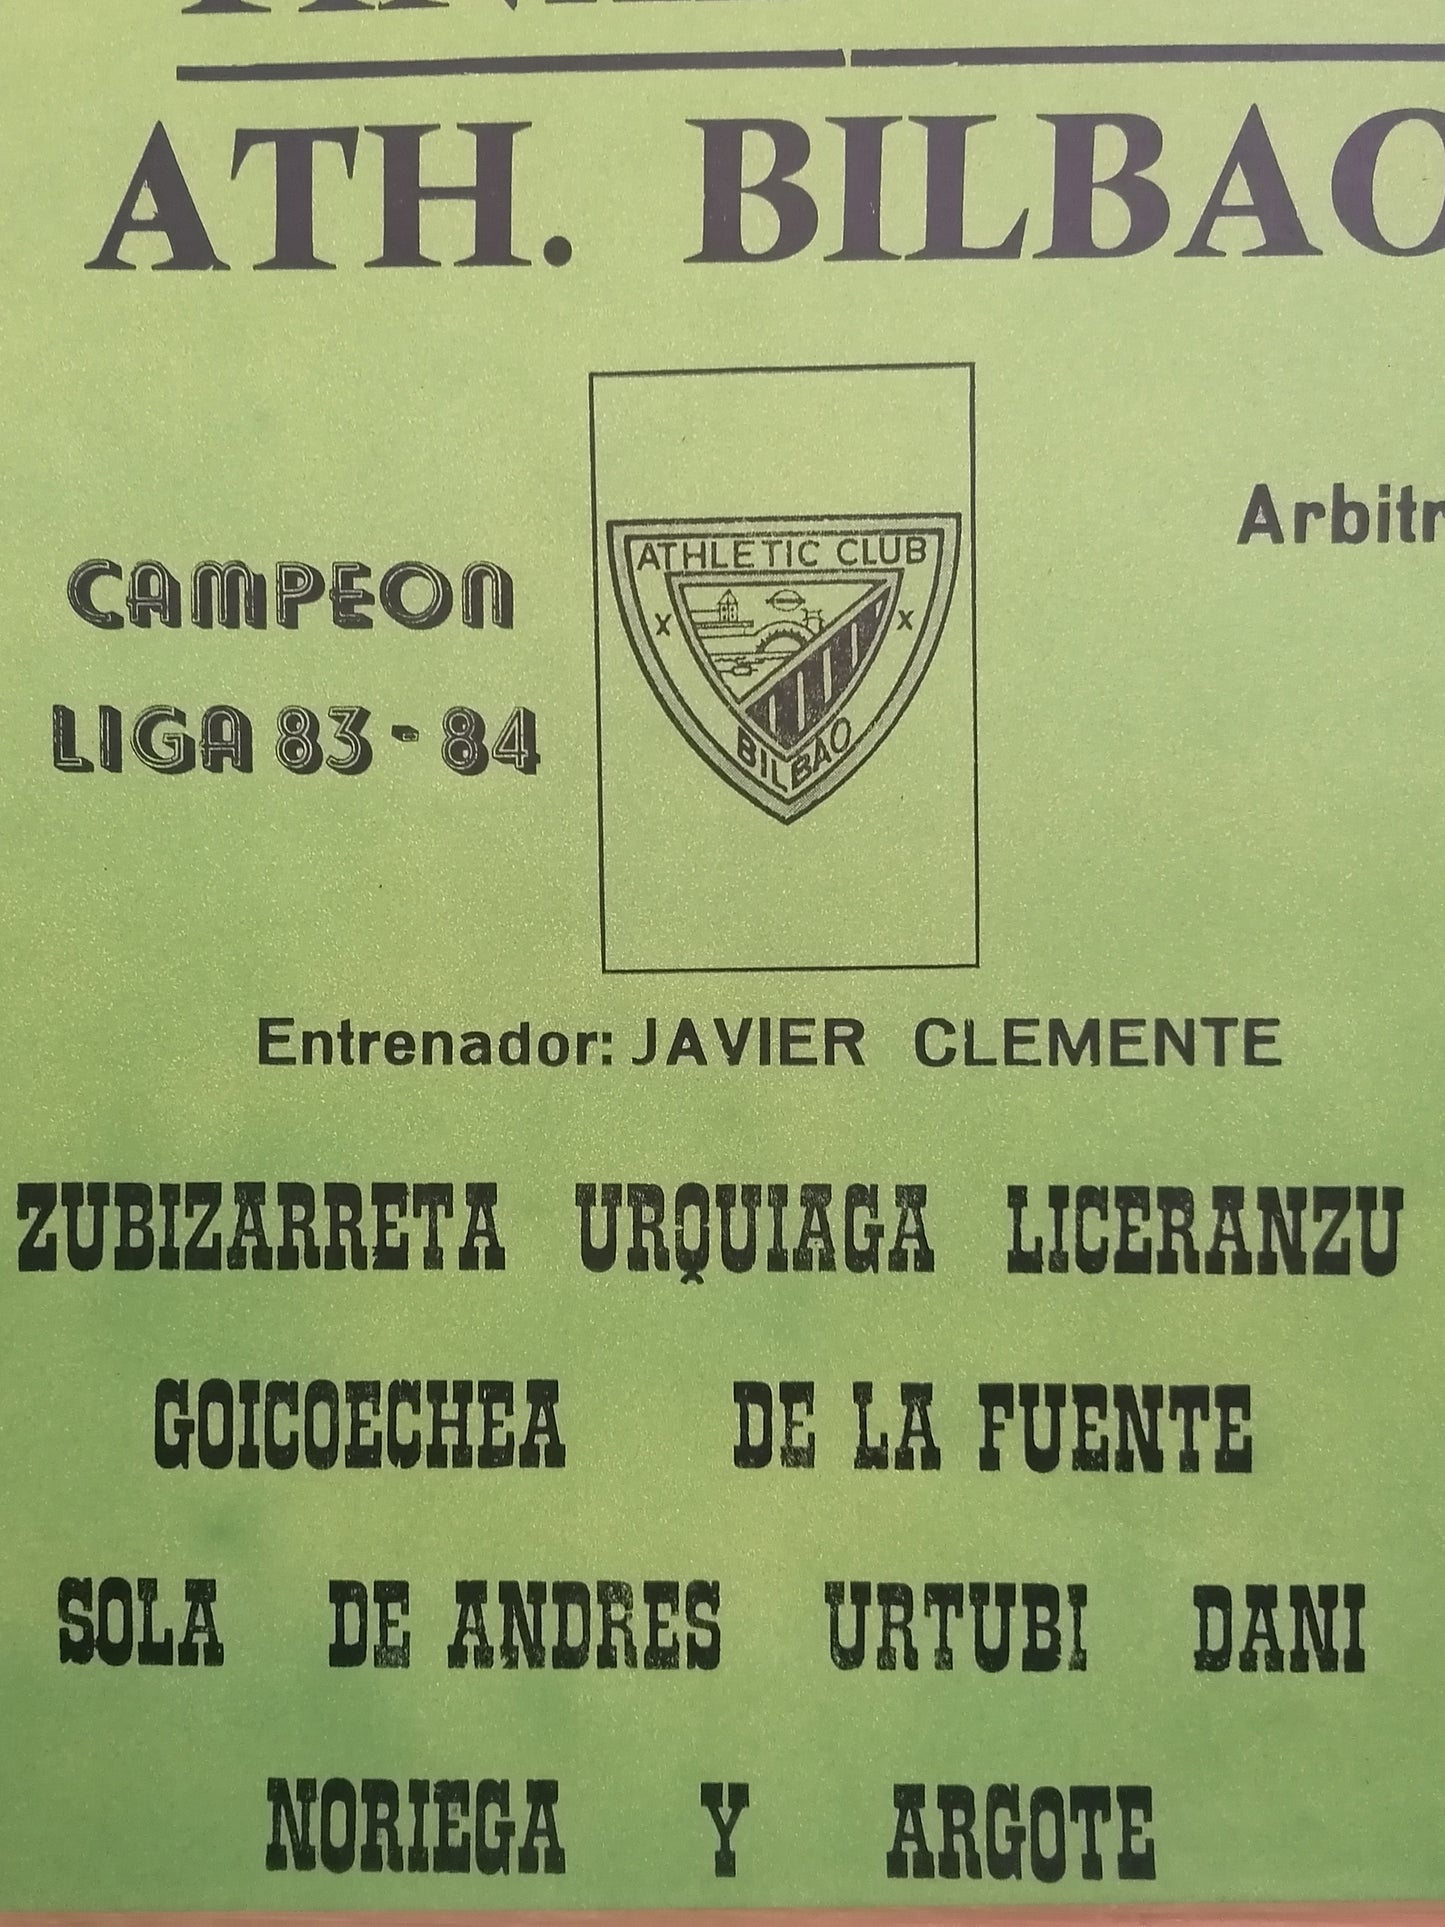 ATH. BILBAO
ATHLETIC CLUB
X X
BILBAO
CAMPEON
LIGA 83-84
Entrenador: JAVIER CLEMENTE
ZUBIZARRETA URQUIAGA LICERANZU
GOICOECHEA DE LA FUENTE
SOLA DE ANDRES URTUBI DANI
NORIEGA Y ARGOTE